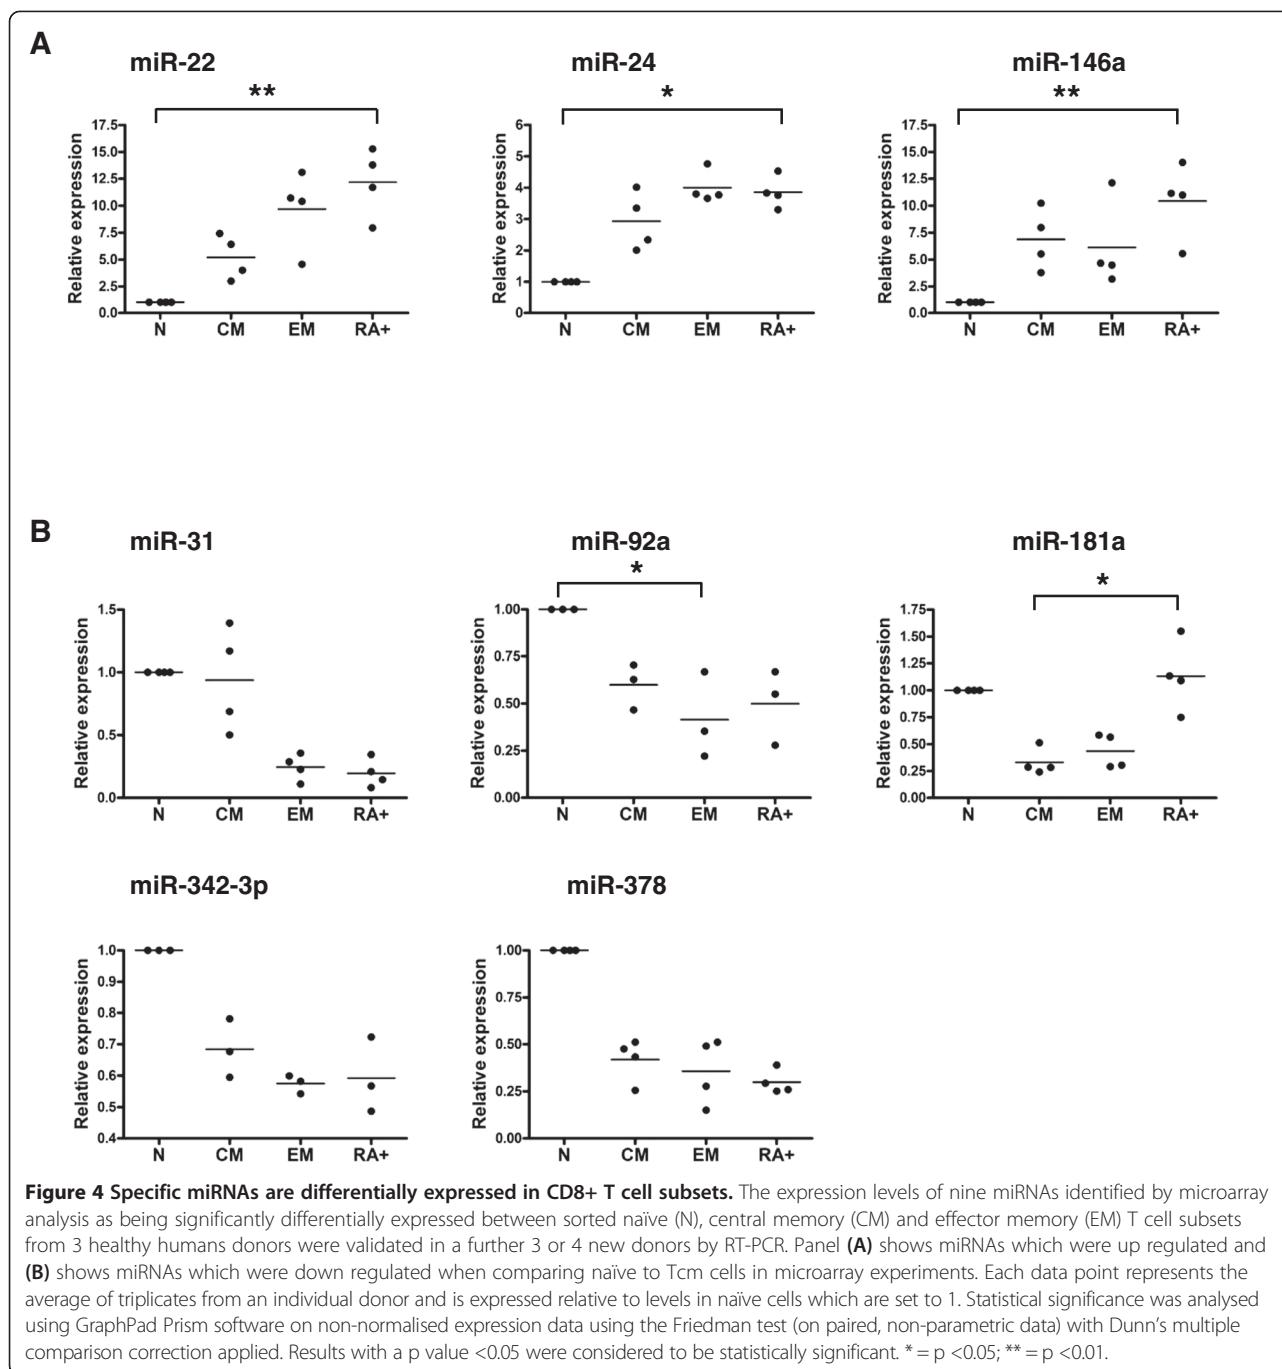 A
miR-22
miR-24
miR-146a
**
*
**
Relative expression
17.5
15.0
12.5
10.0
7.5
5.0
2.5
0.0
N CM EM RA+
Relative expression
6
5
4
3
2
1
0
N CM EM RA+
Relative expression
17.5
15.0
12.5
10.0
7.5
5.0
2.5
0.0
N CM EM RA+
B
miR-31
miR-92a
miR-181a
*
*
Relative expression
1.5
1.0
0.5
0.0
N CM EM RA+
Relative expression
1.00
0.75
0.50
0.25
0.00
N CM EM RA+
Relative expression
1.75
1.50
1.25
1.00
0.75
0.50
0.25
0.00
N CM EM RA+
miR-342-3p
miR-378
Relative expression
1.0
0.9
0.8
0.7
0.6
0.5
0.4
N CM EM RA+
Relative expression
1.00
0.75
0.50
0.25
0.00
N CM EM RA+
Figure 4 Specific miRNAs are differentially expressed in CD8+ T cell subsets. The expression levels of nine miRNAs identified by microarray
analysis as being significantly differentially expressed between sorted naïve (N), central memory (CM) and effector memory (EM) T cell subsets
from 3 healthy humans donors were validated in a further 3 or 4 new donors by RT-PCR. Panel (A) shows miRNAs which were up regulated and
(B) shows miRNAs which were down regulated when comparing naïve to Tcm cells in microarray experiments. Each data point represents the
average of triplicates from an individual donor and is expressed relative to levels in naïve cells which are set to 1. Statistical significance was analysed
using GraphPad Prism software on non-normalised expression data using the Friedman test (on paired, non-parametric data) with Dunn's multiple
comparison correction applied. Results with a p value <0.05 were considered to be statistically significant. * = p <0.05; ** = p <0.01.